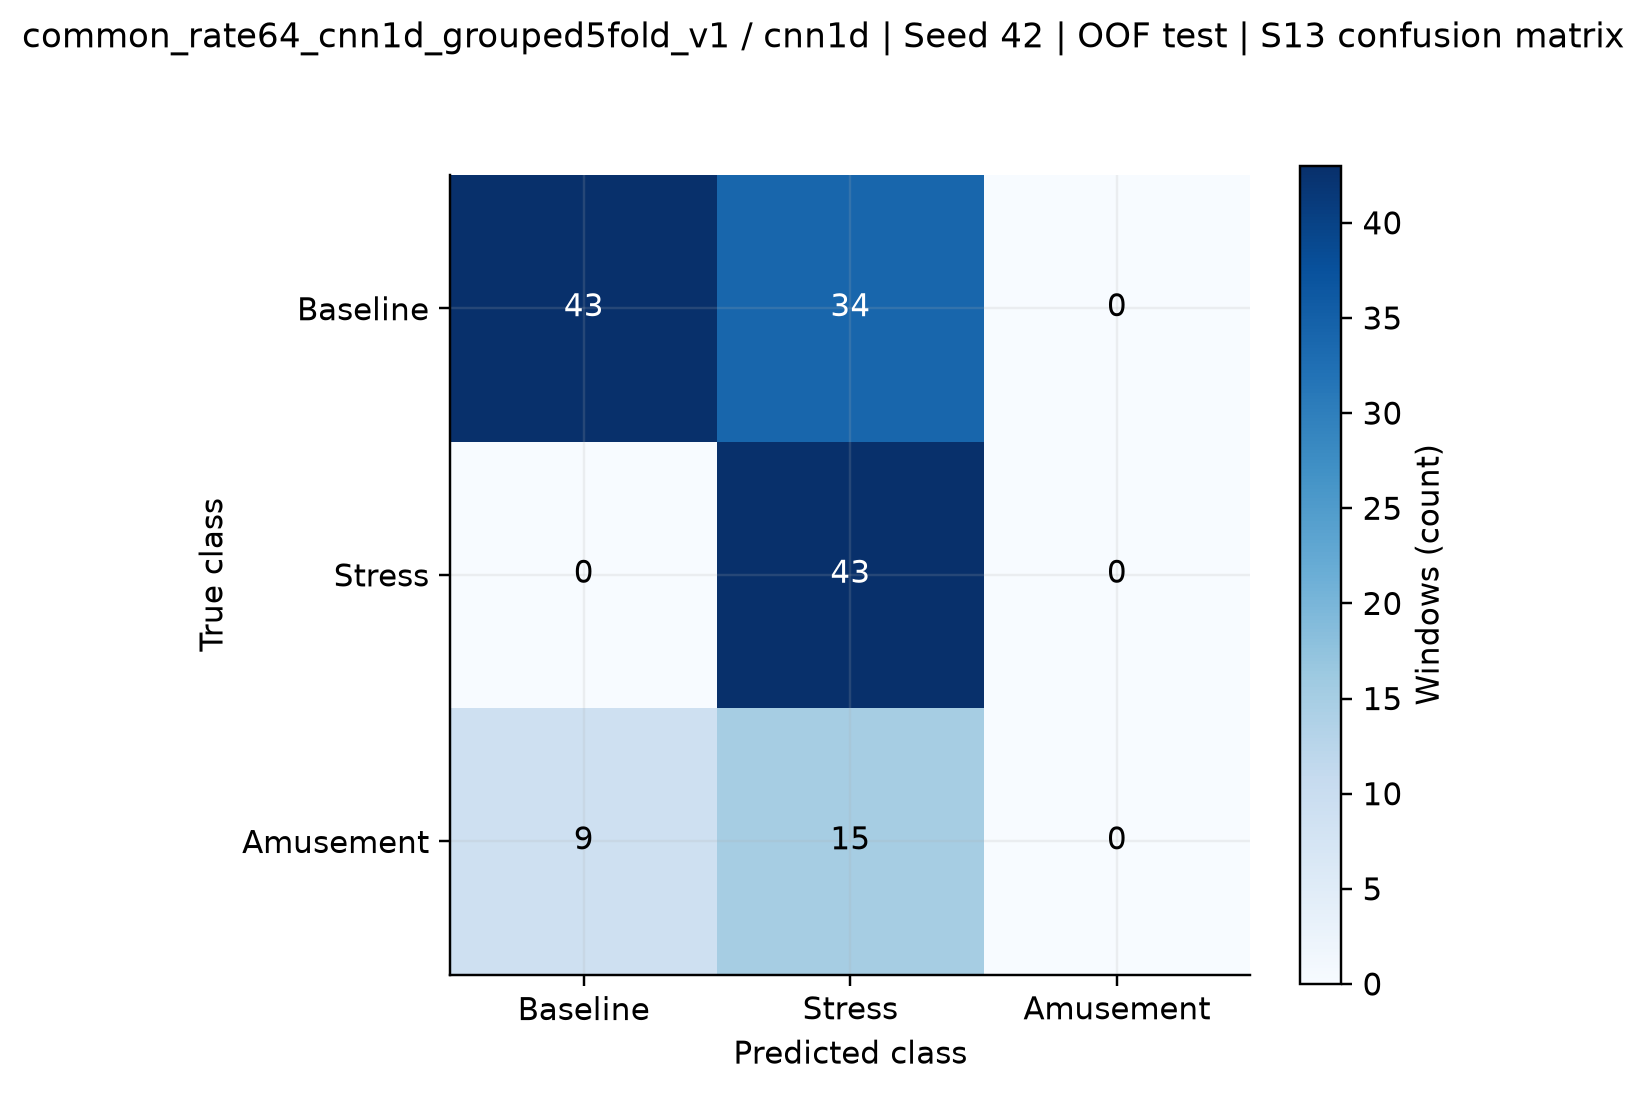 common_rate64_cnn1d_grouped5fold_v1 / cnn1d | Seed 42 | OOF test | S13 confusion matrix
Baseline 43 34 0
Stress 0 43 0
Amusement 9 15 0
Baseline Stress Amusement
Predicted class
True class
40
35
30
25
20
15
10
5
0
Windows (count)